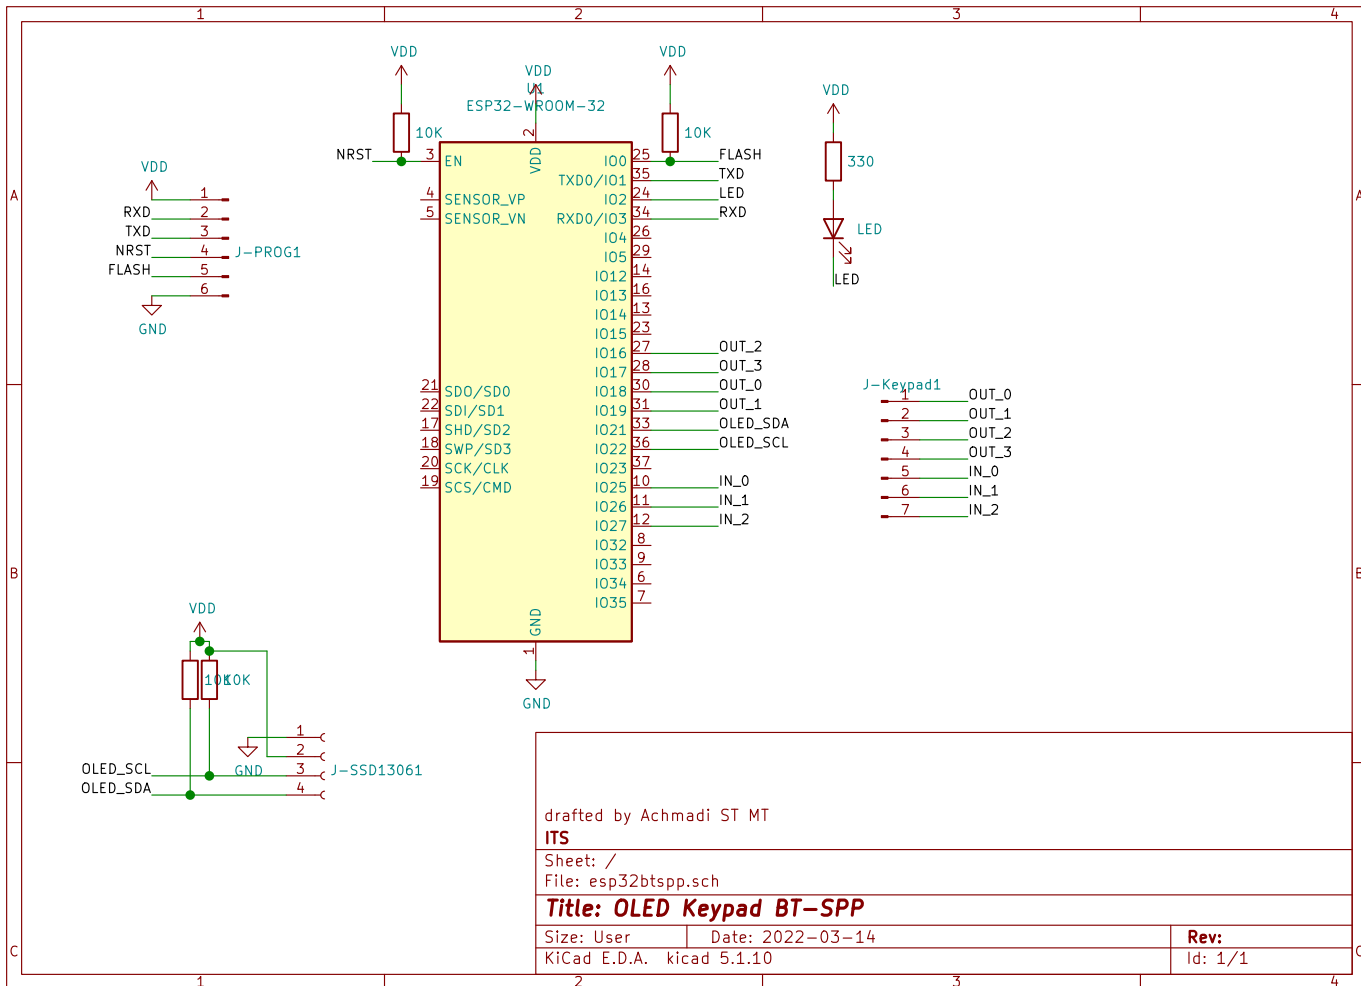 1 2 3 4
VDD
VDD
VDD
U1
ESP32-WROOM-32
VDD
10K
10K
330
NRST
3 EN
2
VDD
IO0 25 FLASH
TXD0/IO1 35 TXD
4 SENSOR_VP
IO2 24 LED
5 SENSOR_VN
RXD0/IO3 34 RXD
IO4 26
IO5 29
IO12 14
IO13 16
IO14 13
IO15 23
IO16 27 OUT_2
IO17 28 OUT_3
21 SDO/SD0
IO18 30 OUT_0
22 SDI/SD1
IO19 31 OUT_1
17 SHD/SD2
IO21 33 OLED_SDA
18 SWP/SD3
IO22 36 OLED_SCL
20 SCK/CLK
IO23 37
19 SCS/CMD
IO25 10 IN_0
IO26 11 IN_1
IO27 12 IN_2
IO32 8
IO33 9
IO34 6
IO35 7
GND
1
GND
LED
LED
A
A
VDD
1
RXD 2
TXD 3
NRST 4
J-PROG1
FLASH 5
6
GND
J-Keypad1
1 OUT_0
2 OUT_1
3 OUT_2
4 OUT_3
5 IN_0
6 IN_1
7 IN_2
B
B
VDD
10K
10K
1
2
GND
OLED_SCL 3
J-SSD13061
OLED_SDA 4
drafted by Achmadi ST MT
ITS
Sheet: /
File: esp32btspp.sch
Title: OLED Keypad BT-SPP
Size: User Date: 2022-03-14 Rev:
KiCad E.D.A. kicad 5.1.10 Id: 1/1
C
C
1 2 3 4